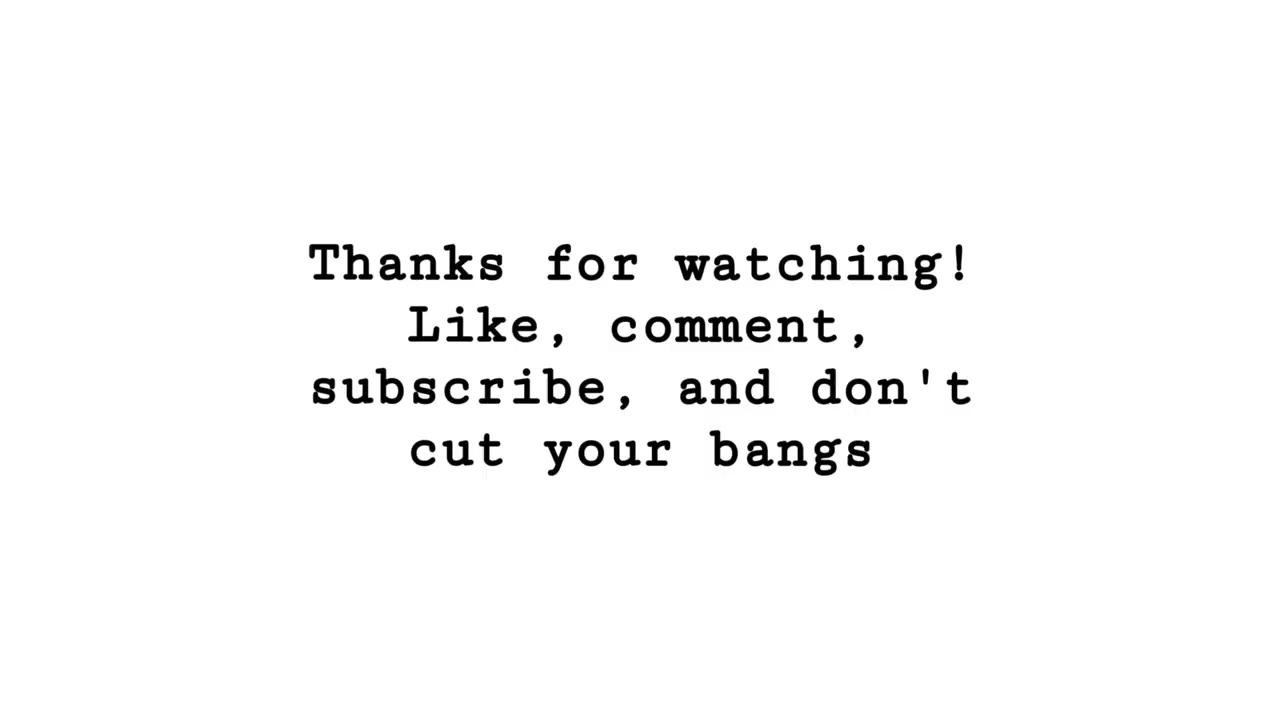 Thanks for watching!
Like, comment,
subscribe, and don't
cut your bangs